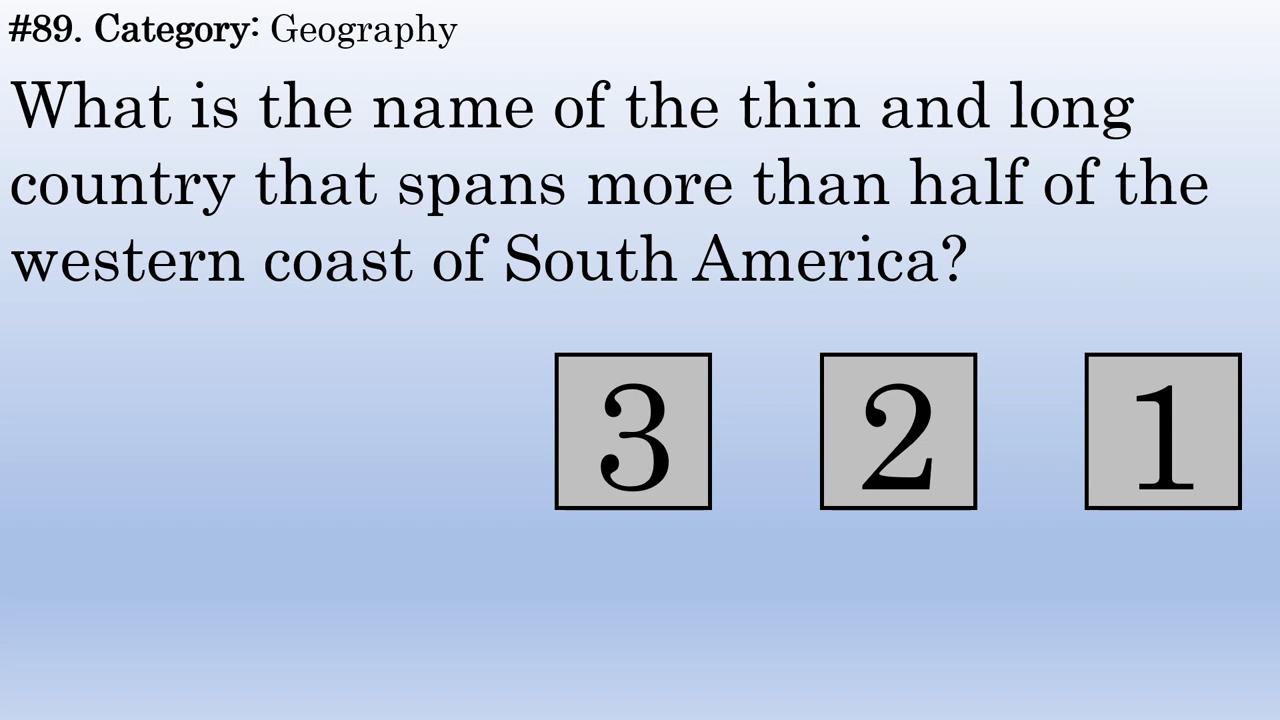 #89. Category: Geography
What is the name of the thin and long
country that spans more than half of the
western coast of South America?
3 2 1